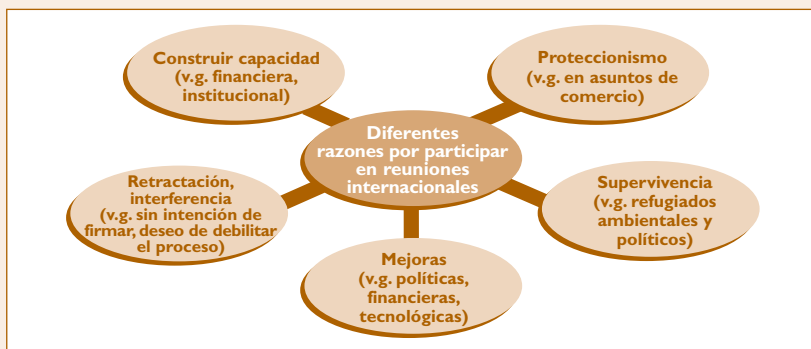 Construir capacidad
(v.g. financiera,
institucional)
Proteccionismo
(v.g. en asuntos de
comercio)
Diferentes
razones por participar
en reuniones
internacionales
Retractación,
interferencia
(v.g. sin intención de
firmar, deseo de debilitar
el proceso)
Supervivencia
(v.g. refugiados
ambientales y
políticos)
Mejoras
(v.g. políticas,
financieras,
tecnológicas)